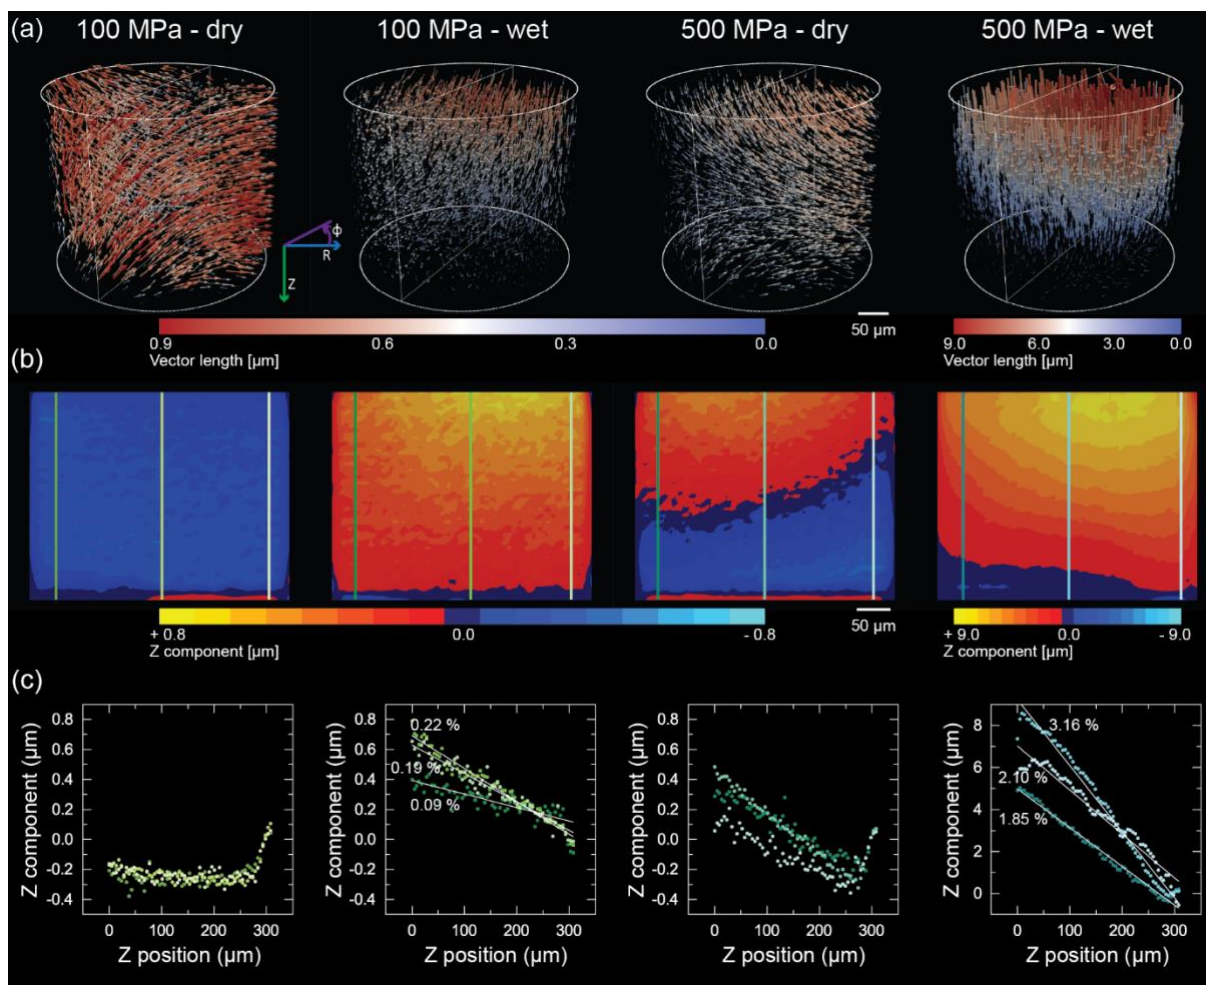 (a)
100 MPa - dry 100 MPa - wet 500 MPa - dry 500 MPa - wet
ϕ
R
Z
50 µm
0.9 0.6 0.3 0.0 9.0 6.0 3.0 0.0
Vector length [µm] Vector length [µm]
(b)
50 µm
+ 0.8 0.0 - 0.8 + 9.0 0.0 - 9.0
Z component [µm] Z component [µm]
(c)
Z component (µm)
0.8
0.6
0.4
0.2
0.0
-0.2
-0.4
0 100 200 300
Z position (µm)
Z component (µm)
0.8
0.6
0.4
0.2
0.0
-0.2
-0.4
0.22 %
0.19 %
0.09 %
0 100 200 300
Z position (µm)
Z component (µm)
0.8
0.6
0.4
0.2
0.0
-0.2
-0.4
0 100 200 300
Z position (µm)
Z component (µm)
8
6
4
2
0
3.16 %
2.10 %
1.85 %
0 100 200 300
Z position (µm)